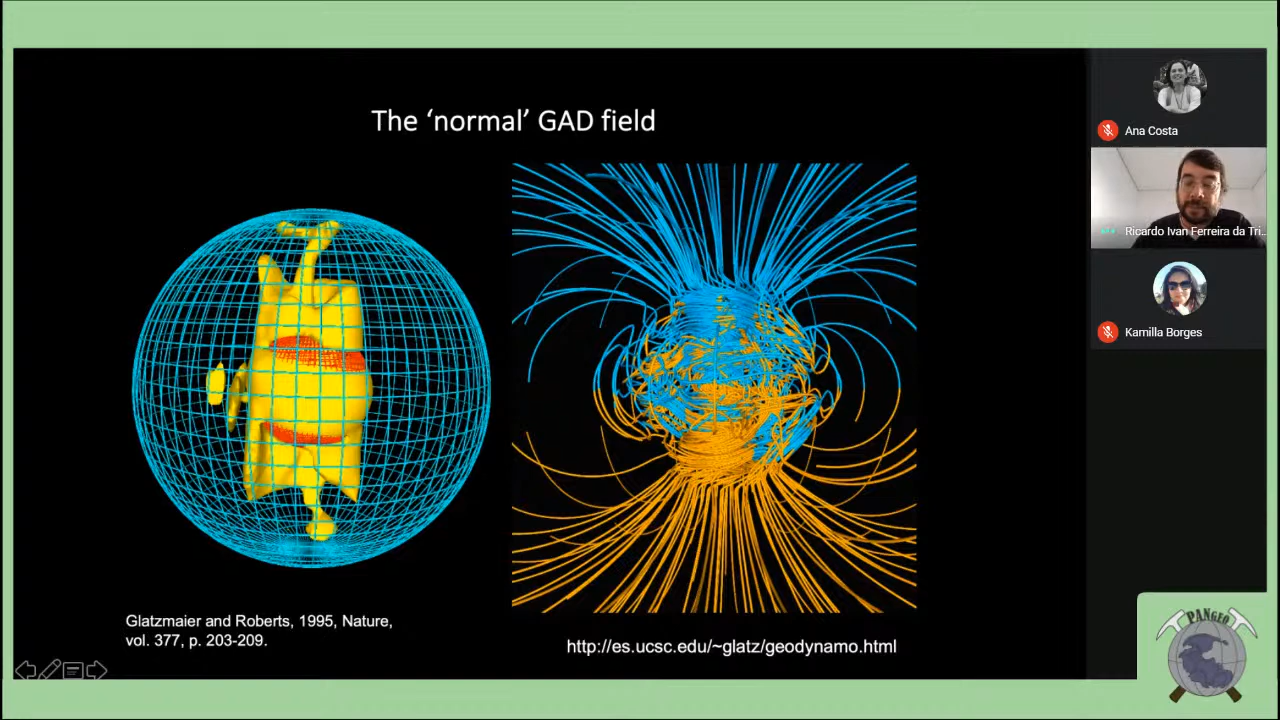 The ‘normal’ GAD field
Glatzmaier and Roberts, 1995, Nature,
vol. 377, p. 203-209.
http://es.ucsc.edu/~glatz/geodynamo.html
Ana Costa
Ricardo Ivan Ferreira da Tri...
Kamilla Borges
PANGEO